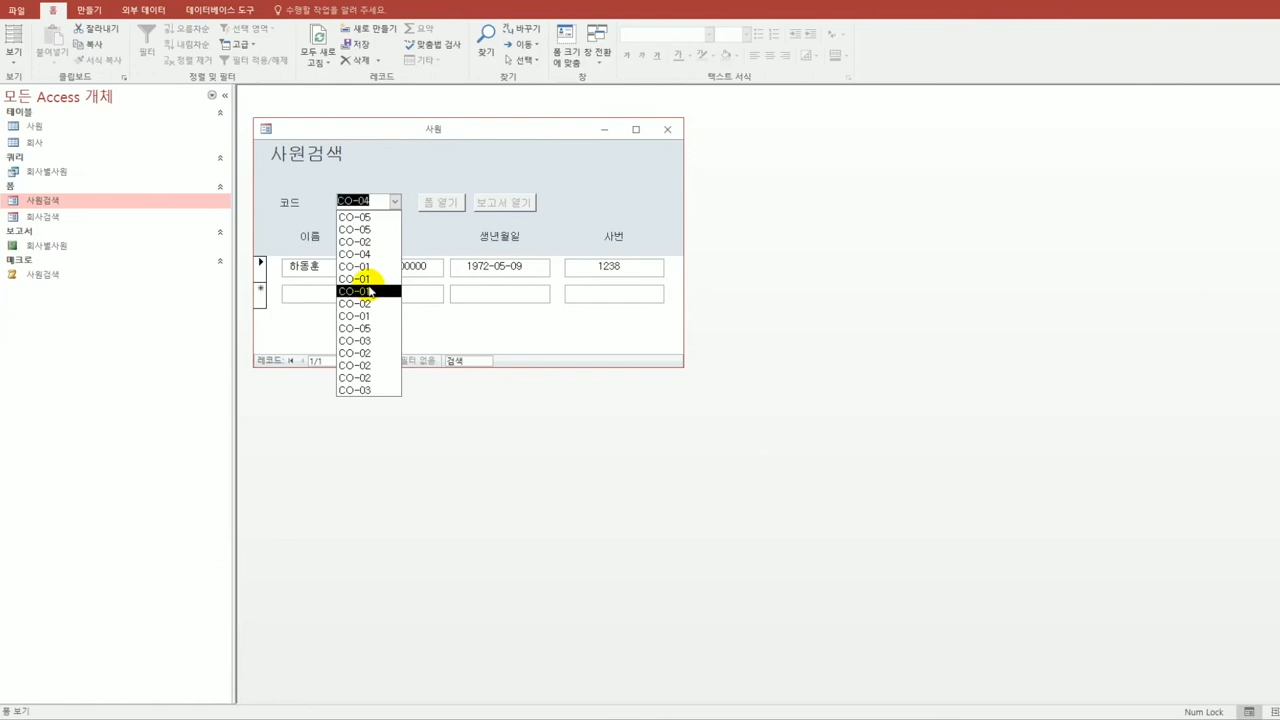 파일 홈 만들기 외부 데이터 데이터베이스 도구 수행할 작업을 알려 주세요.
잘라내기 오름차순 선택 영역 새로 만들기 요약 바꾸기
내림차순 고급 저장 맞춤법 검사 이동
보기 붙여넣기 서식 복사 필터 정렬 제거 필터 적용/해제 모두 새로 고침 삭제 기타 찾기 선택 폼 크기에 맞춤 창 전환 가 가 가
보기 클립보드 정렬 및 필터 레코드 찾기 창 텍스트 서식
모든 Access 개체
테이블
사원
회사
쿼리
회사별사원
폼
사원검색
회사검색
보고서
회사별사원
매크로
사원검색
사원
사원검색
코드 CO-04 폼 열기 보고서 열기
CO-05
CO-05
CO-02
CO-04
CO-01
CO-01
CO-01
CO-02
CO-01
CO-05
CO-03
CO-02
CO-02
CO-02
CO-03
이름 생년월일 사번
하동훈 00000 1972-05-09 1238
레코드: 1/1 필터 없음 검색
폼 보기 Num Lock